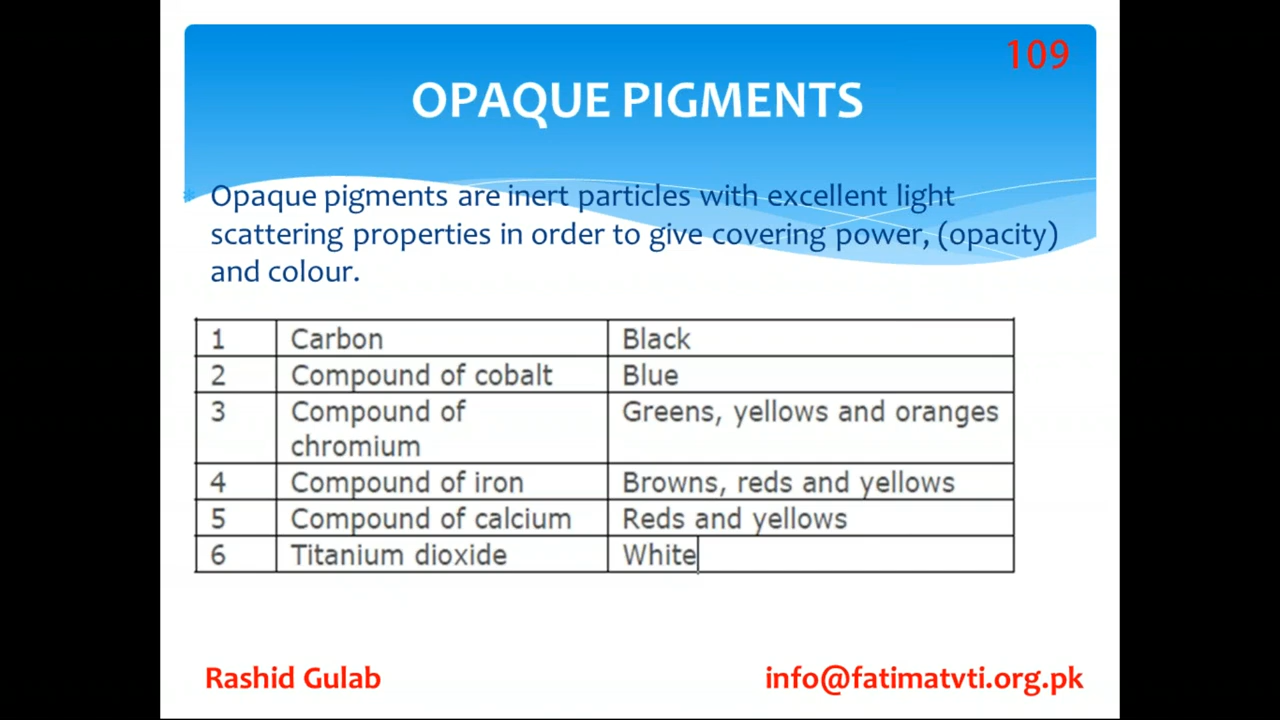 109
OPAQUE PIGMENTS
Opaque pigments are inert particles with excellent light
scattering properties in order to give covering power, (opacity)
and colour.
1 Carbon Black
2 Compound of cobalt Blue
3 Compound of Greens, yellows and oranges
chromium
4 Compound of iron Browns, reds and yellows
5 Compound of calcium Reds and yellows
6 Titanium dioxide White
Rashid Gulab info@fatimatvti.org.pk